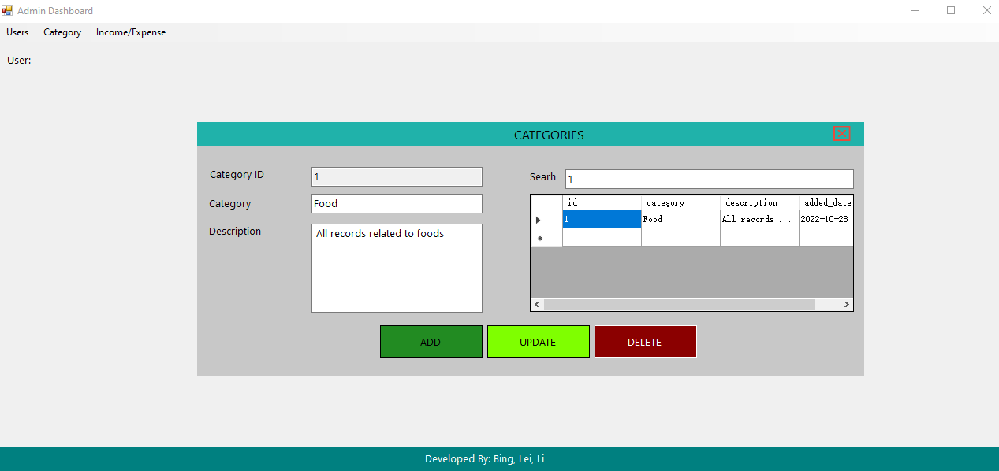 Admin Dashboard
Users Category Income/Expense
User:
CATEGORIES
Category ID 1
Category Food
Description All records related to foods
Searh 1
id category description added_date
1 Food All records ... 2022-10-28
ADD UPDATE DELETE
Developed By: Bing, Lei, Li